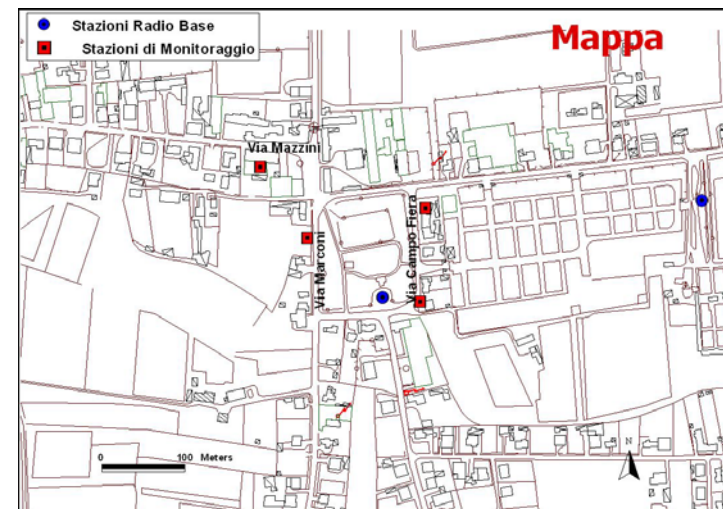 Stazioni Radio Base
Stazioni di Monitoraggio
Mappa
Via Mazzini
Via Marconi
Via Campo Fiera
0 100 Meters
N